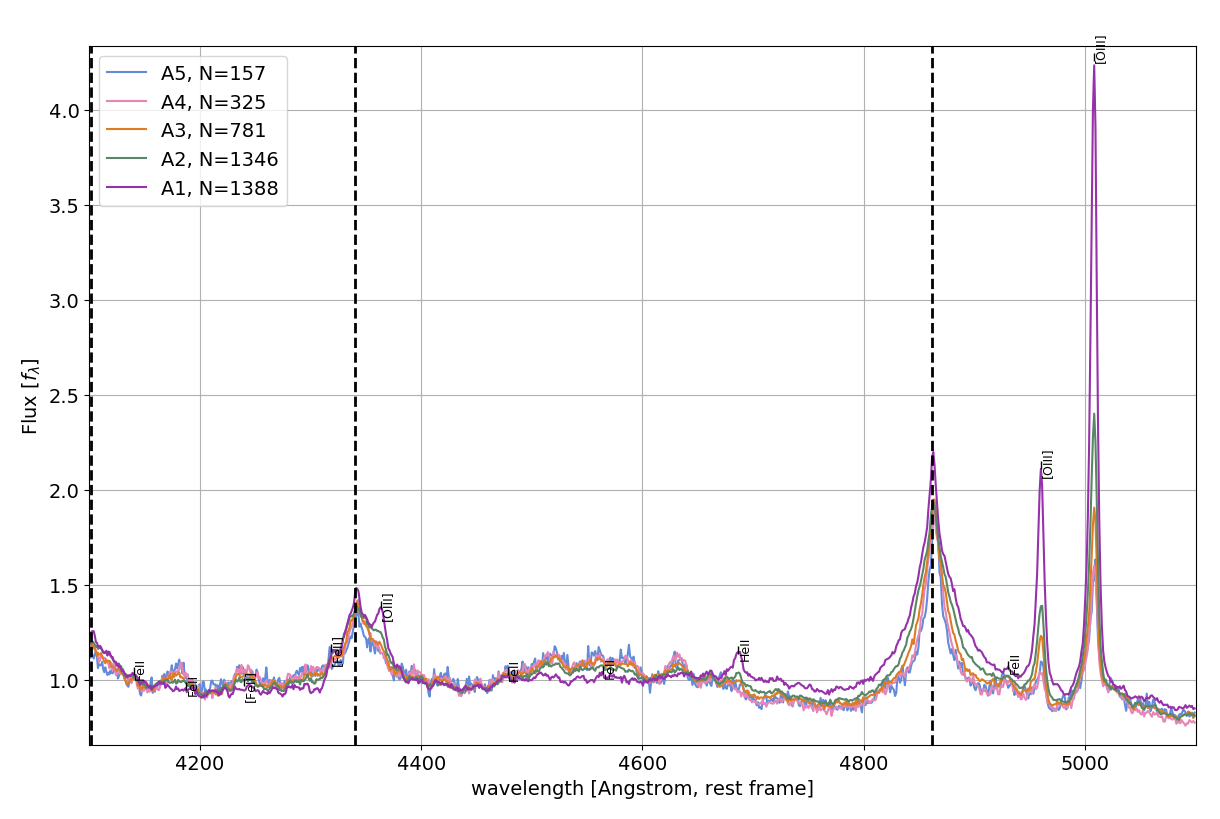 A5, N=157
A4, N=325
A3, N=781
A2, N=1346
A1, N=1388
Flux [fλ]
4.0
3.5
3.0
2.5
2.0
1.5
1.0
[OIII]
[OIII]
[OIII]
[FeII]
HeII
FeII
FeII
[FeII]
FeII
FeII
FeII
4200
4400
4600
4800
5000
wavelength [Angstrom, rest frame]